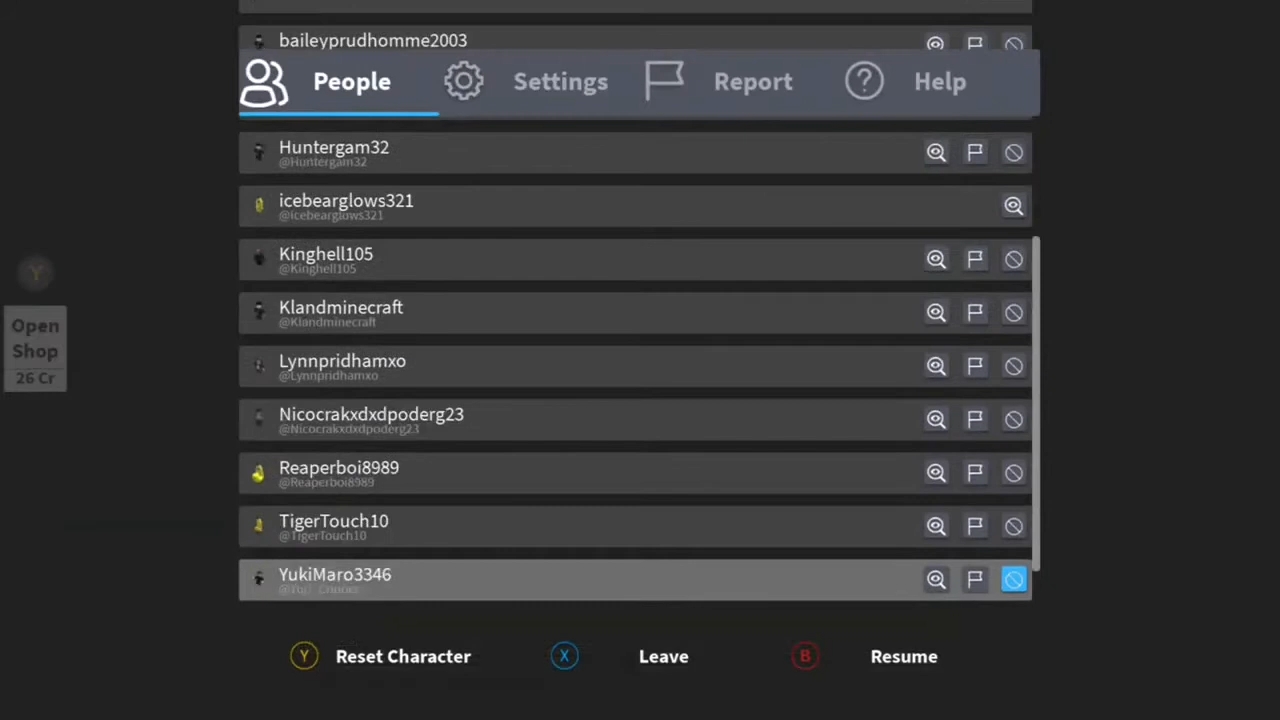 baileyprudhomme2003
People
Settings
Report
Help
Huntergam32
@Huntergam32
icebearglows321
@icebearglows321
Kinghell105
@Kinghell105
Klandminecraft
@Klandminecraft
Lynnpridhamxo
@Lynnpridhamxo
Nicocrakxdxdpoderg23
@Nicocrakxdxdpoderg23
Reaperboi8989
@Reaperboi8989
TigerTouch10
@TigerTouch10
YukiMaro3346
Y
Open
Shop
26 Cr
Y Reset Character
X Leave
B Resume